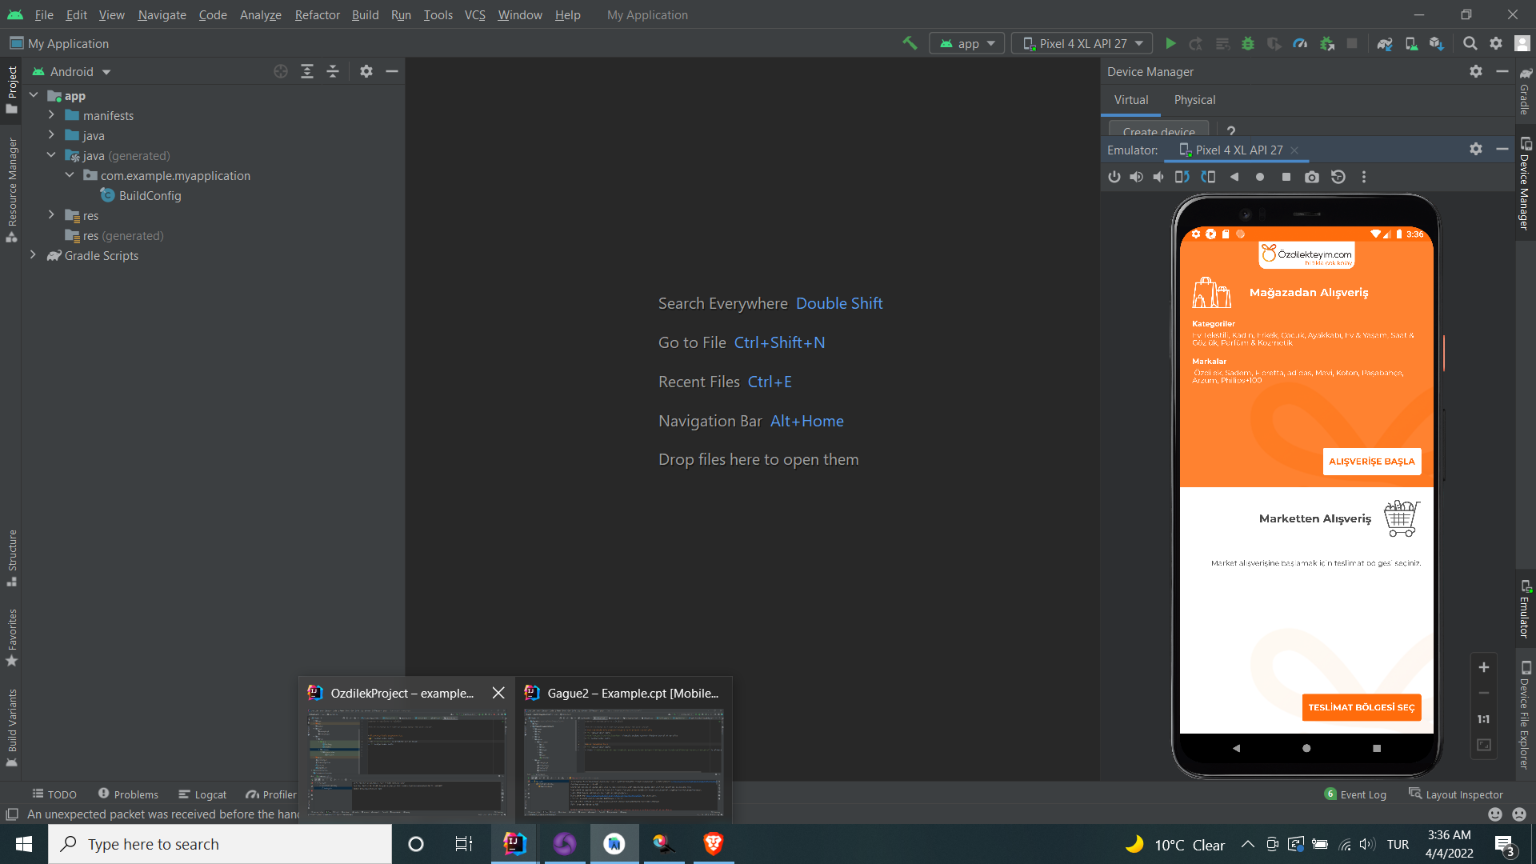 File Edit View Navigate Code Analyze Refactor Build Run Tools VCS Window Help My Application
My Application
app
Pixel 4 XL API 27
Project
Resource Manager
Structure
Favorites
Build Variants
Android
app
manifests
java
java (generated)
com.example.myapplication
BuildConfig
res
res (generated)
Gradle Scripts
Search Everywhere Double Shift
Go to File Ctrl+Shift+N
Recent Files Ctrl+E
Navigation Bar Alt+Home
Drop files here to open them
Device Manager
Virtual Physical
Create device ?
Emulator: Pixel 4 XL API 27
3:36
Özdilekteyim.com
Mağazadan Alışveriş
Kategoriler
Markalar
Arzum, Philips+100
ALIŞVERİŞE BAŞLA
Marketten Alışveriş
Market alışverişine başlamak için teslimat bölgesi seçiniz.
TESLİMAT BÖLGESİ SEÇ
1:1
Gradle
Device Manager
Emulator
Device File Explorer
OzdilekProject – example...
Gague2 – Example.cpt [Mobile...
TODO Problems Logcat Profiler
6 Event Log Layout Inspector
An unexpected packet was received before the han
Type here to search
10°C Clear
TUR
3:36 AM
4/4/2022
3